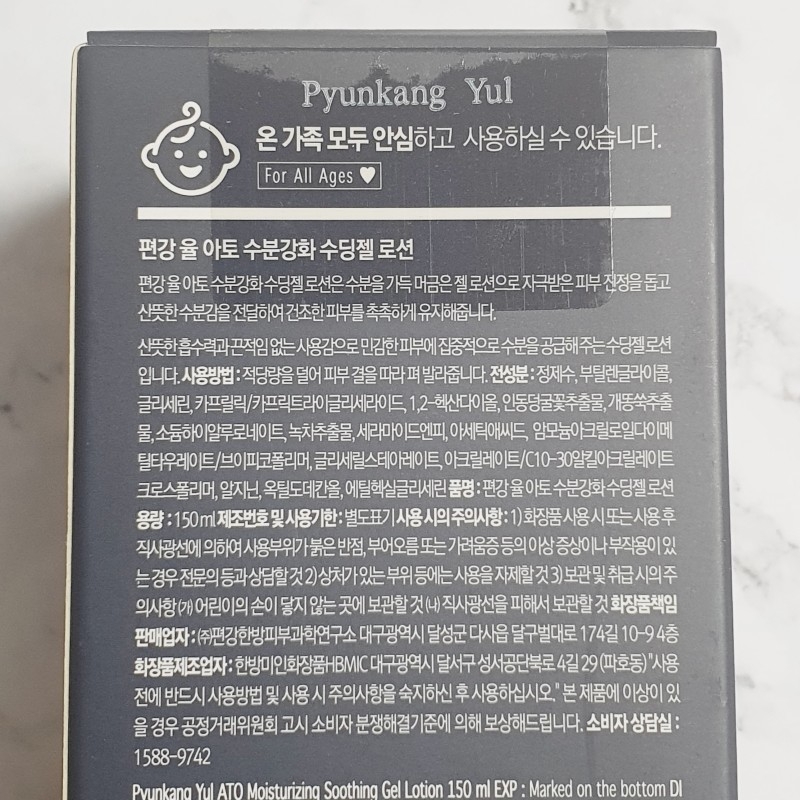 Pyunkang Yul
온 가족 모두 안심하고 사용하실 수 있습니다.
For All Ages
편강 율 아토 수분강화 수딩젤 로션
편강 율 아토 수분강화 수딩젤 로션은 수분을 가득 머금은 젤 로션으로 자극받은 피부 진정을 돕고
산뜻한 수분감을 전달하여 건조한 피부를 촉촉하게 유지해줍니다.
산뜻한 흡수력과 끈적임 없는 사용감으로 민감한 피부에 집중적으로 수분을 공급해 주는 수딩젤 로션
입니다. 사용방법 : 적당량을 덜어 피부 결을 따라 펴 발라줍니다. 전성분 : 정제수, 부틸렌글라이콜,
글리세린, 카프릴릭/카프릭트라이글리세라이드, 1,2-헥산다이올, 인동덩굴꽃추출물, 개똥쑥추출
물, 소듐하이알루로네이트, 녹차추출물, 세라마이드엔피, 아세틱애씨드, 암모늄아크릴로일다이메
틸타우레이트/브이피코폴리머, 글리세릴스테아레이트, 아크릴레이트/C10-30알킬아크릴레이트
크로스폴리머, 알지닌, 옥틸도데칸올, 에틸헥실글리세린 품명 : 편강 율 아토 수분강화 수딩젤 로션
용량 : 150 ml 제조번호 및 사용기한 : 별도표기 사용 시의 주의사항 : 1) 화장품 사용 시 또는 사용 후
직사광선에 의하여 사용부위가 붉은 반점, 부어오름 또는 가려움증 등의 이상 증상이나 부작용이 있
는 경우 전문의 등과 상담할 것 2) 상처가 있는 부위 등에는 사용을 자제할 것 3) 보관 및 취급 시의 주
의사항 (가) 어린이의 손이 닿지 않는 곳에 보관할 것 (나) 직사광선을 피해서 보관할 것 화장품책임
판매업자 : ㈜편강한방피부과학연구소 대구광역시 달성군 다사읍 달구벌대로 174길 10-9 4층
화장품제조업자 : 한방미인화장품HBMIC 대구광역시 달서구 성서공단북로 4길 29 (파호동) "사용
전에 반드시 사용방법 및 사용 시 주의사항을 숙지하신 후 사용하십시오." 본 제품에 이상이 있
을 경우 공정거래위원회 고시 소비자 분쟁해결기준에 의해 보상해드립니다. 소비자 상담실 :
1588-9742
Pyunkang Yul ATO Moisturizing Soothing Gel Lotion 150 ml EXP : Marked on the bottom DI